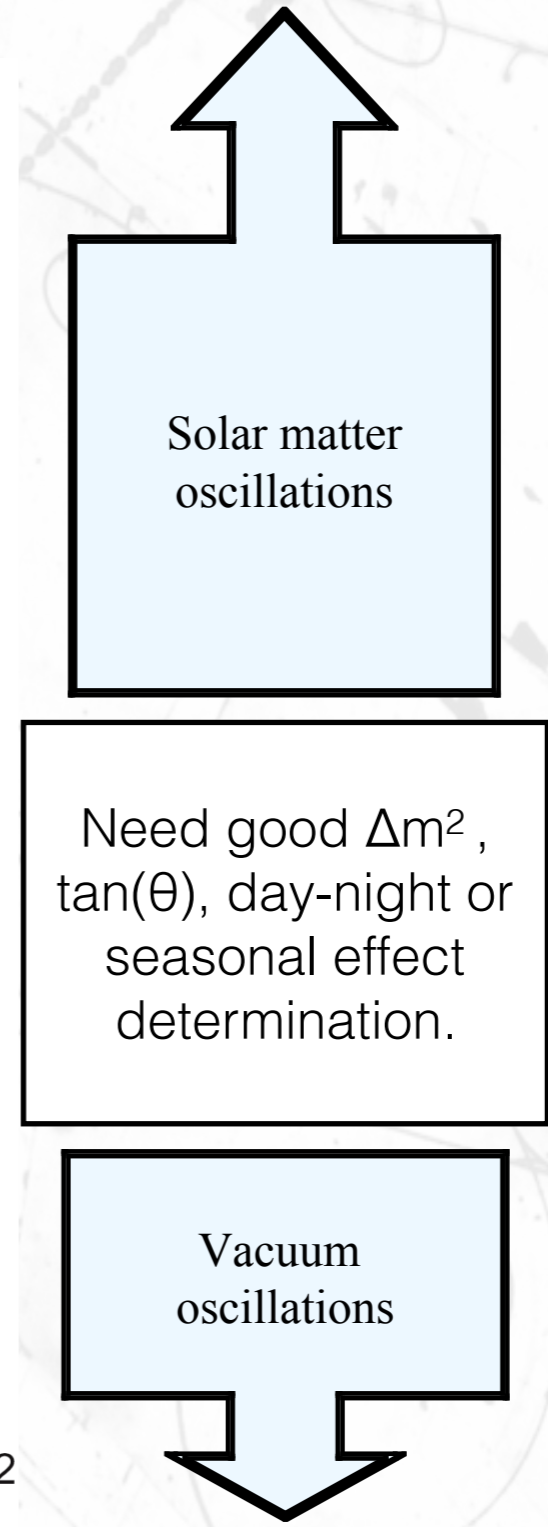 Solar matter
oscillations
Need good Δm²,
tan(θ), day-night or
seasonal effect
determination.
Vacuum
oscillations
2